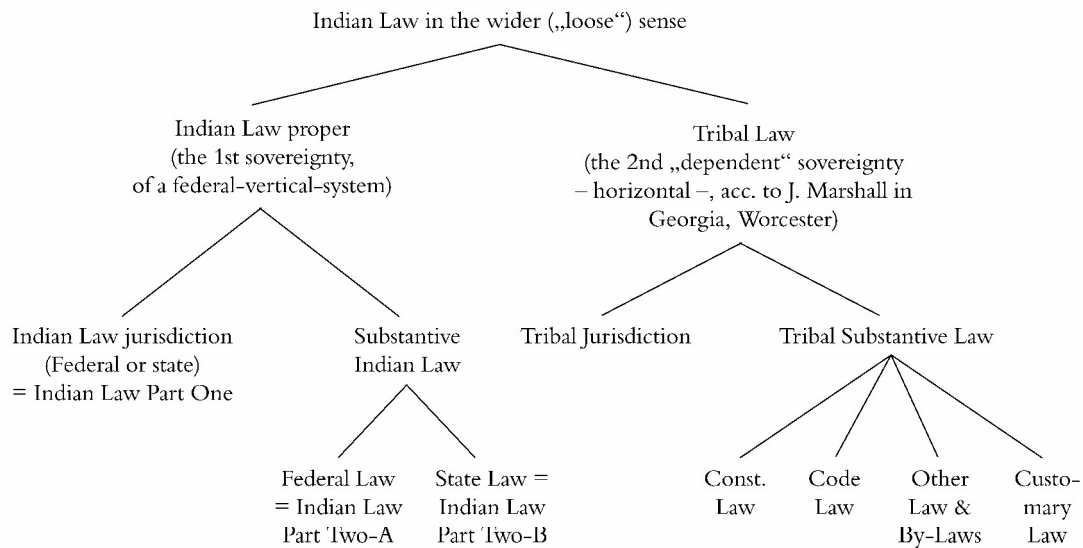 Indian Law in the wider („loose“) sense
Indian Law proper
(the 1st sovereignty,
of a federal-vertical-system)
Tribal Law
(the 2nd „dependent“ sovereignty
– horizontal –, acc. to J. Marshall in
Georgia, Worcester)
Indian Law jurisdiction
(Federal or state)
= Indian Law Part One
Substantive
Indian Law
Tribal Jurisdiction
Tribal Substantive Law
Federal Law
= Indian Law
Part Two-A
State Law =
Indian Law
Part Two-B
Const.
Law
Code
Law
Other
Law &
By-Laws
Custo-
mary
Law